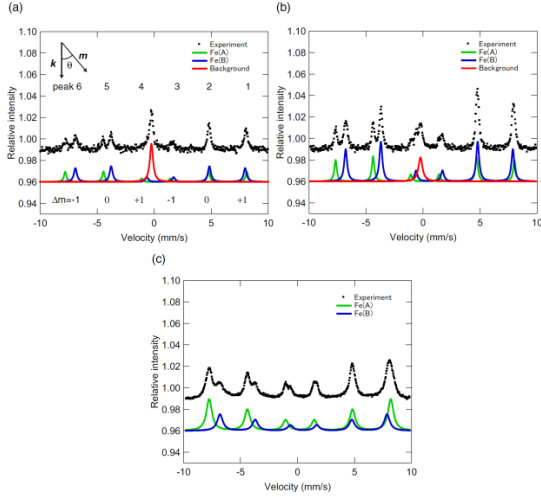 (a)
1.10
1.08
1.06
1.04
1.02
1.00
0.98
0.96
0.94
Relative intensity
k
θ
m
Experiment
Fe(A)
Fe(B)
Background
peak 6 5 4 3 2 1
Δm=-1 0 +1 -1 0 +1
-10 -5 0 5 10
Velocity (mm/s)
(b)
1.10
1.08
1.06
1.04
1.02
1.00
0.98
0.96
0.94
Relative intensity
Experiment
Fe(A)
Fe(B)
Background
-10 -5 0 5 10
Velocity (mm/s)
(c)
1.10
1.08
1.06
1.04
1.02
1.00
0.98
0.96
0.94
Relative intensity
Experiment
Fe(A)
Fe(B)
-10 -5 0 5 10
Velocity (mm/s)